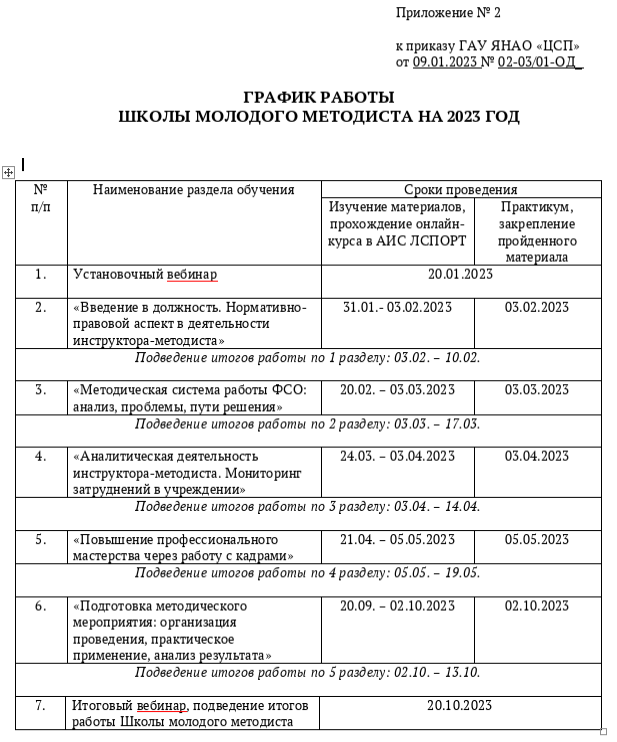 Приложение № 2
к приказу ГАУ ЯНАО «ЦСП»
от 09.01.2023 № 02-03/01-ОД_
ГРАФИК РАБОТЫ
ШКОЛЫ МОЛОДОГО МЕТОДИСТА НА 2023 ГОД
№ п/п
Наименование раздела обучения
Сроки проведения
Изучение материалов,
прохождение онлайн-
курса в АИС ЛСПОРТ
Практикум,
закрепление
пройденного
материала
1. Установочный вебинар 20.01.2023
2. «Введение в должность. Нормативно- 31.01.- 03.02.2023 03.02.2023
правовой аспект в деятельности
инструктора-методиста»
Подведение итогов работы по 1 разделу: 03.02. – 10.02.
3. «Методическая система работы ФСО: 20.02. – 03.03.2023 03.03.2023
анализ, проблемы, пути решения»
Подведение итогов работы по 2 разделу: 03.03. – 17.03.
4. «Аналитическая деятельность 24.03. – 03.04.2023 03.04.2023
инструктора-методиста. Мониторинг
затруднений в учреждении»
Подведение итогов работы по 3 разделу: 03.04. – 14.04.
5. «Повышение профессионального 21.04. – 05.05.2023 05.05.2023
мастерства через работу с кадрами»
Подведение итогов работы по 4 разделу: 05.05. – 19.05.
6. «Подготовка методического 20.09. – 02.10.2023 02.10.2023
мероприятия: организация
проведения, практическое
применение, анализ результата»
Подведение итогов работы по 5 разделу: 02.10. – 13.10.
7. Итоговый вебинар, подведение итогов 20.10.2023
работы Школы молодого методиста